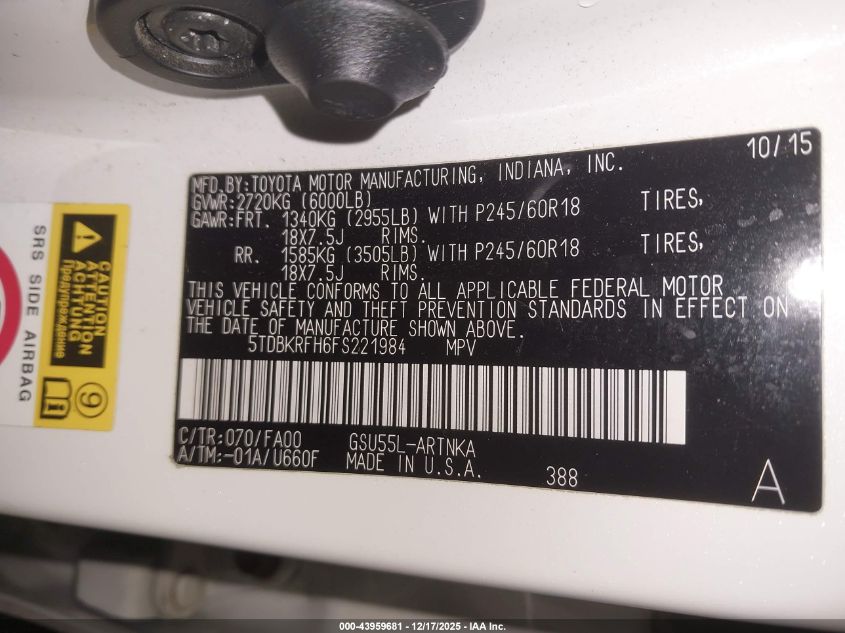 10/15
MFD.BY:TOYOTA MOTOR MANUFACTURING, INDIANA, INC.
GVWR:2720KG (6000LB)
GAWR:FRT. 1340KG (2955LB) WITH P245/60R18 TIRES,
18X7.5J RIMS.
RR. 1585KG (3505LB) WITH P245/60R18 TIRES,
18X7.5J RIMS.
THIS VEHICLE CONFORMS TO ALL APPLICABLE FEDERAL MOTOR
VEHICLE SAFETY AND THEFT PREVENTION STANDARDS IN EFFECT ON
THE DATE OF MANUFACTURE SHOWN ABOVE.
5TDBKRFH6FS221984 MPV
C/TR:070/FA00 GSU55L-ARTNKA
A/TM:-01A/U660F MADE IN U.S.A. 388
A
SRS SIDE AIRBAG
CAUTION
ATTENTION
ACHTUNG
Предупреждение
9
000-43959681 - 12/17/2025 - IAA Inc.